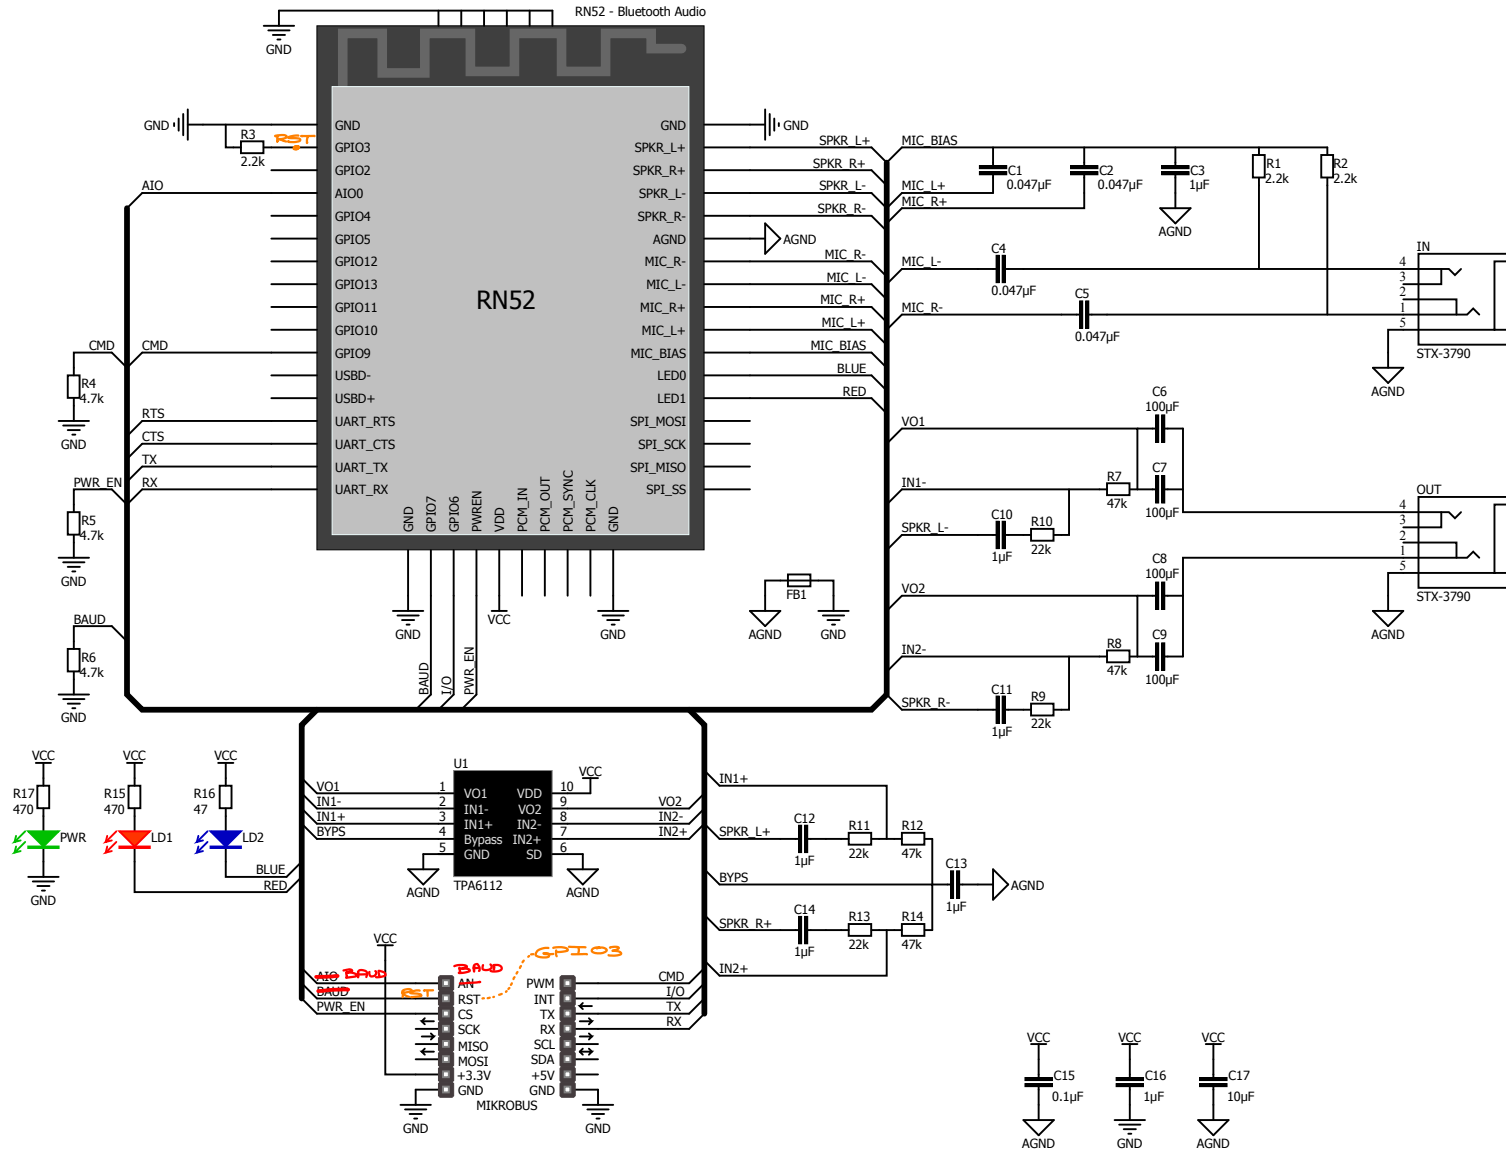 RN52 - Bluetooth Audio
GND
GND
R3
2.2k
RST
GND
GPIO3
GPIO2
AIO0
GPIO4
GPIO5
GPIO12
GPIO13
GPIO11
GPIO10
GPIO9
USBD-
USBD+
UART_RTS
UART_CTS
UART_TX
UART_RX
RN52
GND
SPKR_L+
SPKR_R+
SPKR_L-
SPKR_R-
AGND
MIC_R-
MIC_L-
MIC_R+
MIC_L+
MIC_BIAS
LED0
LED1
SPI_MOSI
SPI_SCK
SPI_MISO
SPI_SS
GND
GPIO7
GPIO6
PWREN
VDD
PCM_IN
PCM_OUT
PCM_SYNC
PCM_CLK
GND
AIO
CMD
CMD
R4
4.7k
GND
RTS
CTS
TX
PWR_EN
RX
R5
4.7k
GND
BAUD
R6
4.7k
GND
GND
SPKR_L+
SPKR_R+
SPKR_L-
SPKR_R-
AGND
MIC_R-
MIC_L-
MIC_R+
MIC_L+
MIC_BIAS
BLUE
RED
GND
VCC
GND
BAUD
I/O
PWR_EN
FB1
AGND
GND
MIC_BIAS
C1
0.047µF
C2
0.047µF
C3
1µF
R1
2.2k
R2
2.2k
MIC_L+
MIC_R+
AGND
MIC_L-
C4
0.047µF
MIC_R-
C5
0.047µF
IN
4
3
2
1
5
STX-3790
AGND
VO1
C6
100µF
IN1-
R7
47k
C7
100µF
SPKR_L-
C10
1µF
R10
22k
OUT
4
3
2
1
5
STX-3790
AGND
C8
100µF
VO2
IN2-
R8
47k
C9
100µF
SPKR_R-
C11
1µF
R9
22k
VCC
R17
470
PWR
GND
VCC
R15
470
LD1
VCC
R16
47
LD2
BLUE
RED
U1
VO1
IN1-
IN1+
BYPS
1
2
3
4
5
VO1
IN1-
IN1+
Bypass
GND
VDD
VO2
IN2-
IN2+
SD
10
9
8
7
6
VCC
VO2
IN2-
IN2+
AGND
TPA6112
AGND
IN1+
SPKR_L+
C12
1µF
R11
22k
R12
47k
BYPS
C13
1µF
AGND
SPKR_R+
C14
1µF
R13
22k
R14
47k
IN2+
VCC
AIO BAUD
BAUD RST
PWR_EN
BAUD
GPIO3
AN
RST
CS
SCK
MISO
MOSI
+3.3V
GND
PWM
INT
TX
RX
SCL
SDA
+5V
GND
CMD
I/O
TX
RX
MIKROBUS
GND
GND
VCC
C15
0.1µF
AGND
VCC
C16
1µF
GND
VCC
C17
10µF
AGND